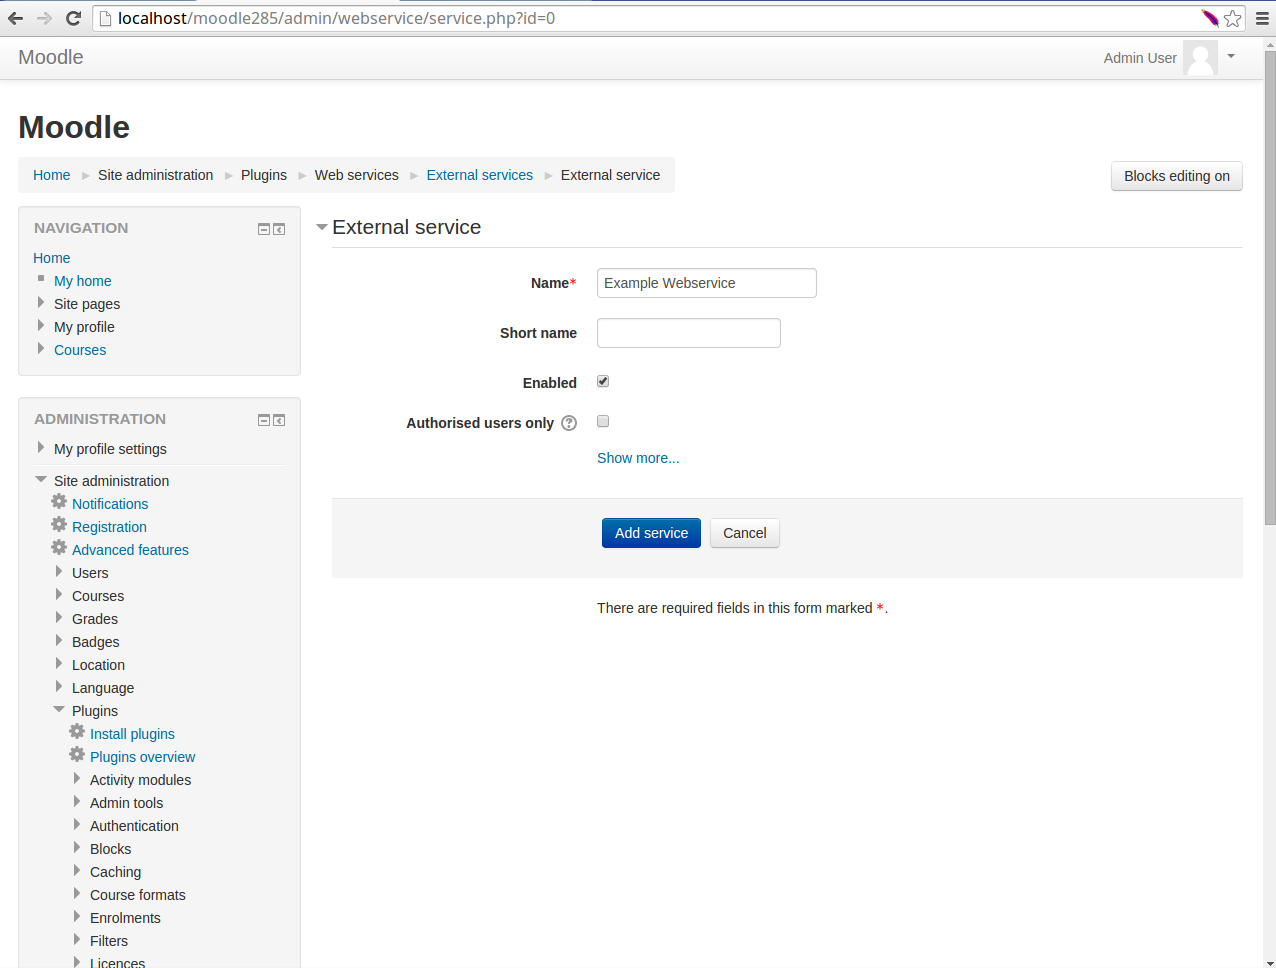 localhost/moodle285/admin/webservice/service.php?id=0
Moodle
Admin User
Moodle
Home Site administration Plugins Web services External services External service
Blocks editing on
NAVIGATION
Home
My home
Site pages
My profile
Courses
ADMINISTRATION
My profile settings
Site administration
Notifications
Registration
Advanced features
Users
Courses
Grades
Badges
Location
Language
Plugins
Install plugins
Plugins overview
Activity modules
Admin tools
Authentication
Blocks
Caching
Course formats
Enrolments
Filters
Licences
External service
Name* Example Webservice
Short name
Enabled
Authorised users only ?
Show more...
Add service Cancel
There are required fields in this form marked *.